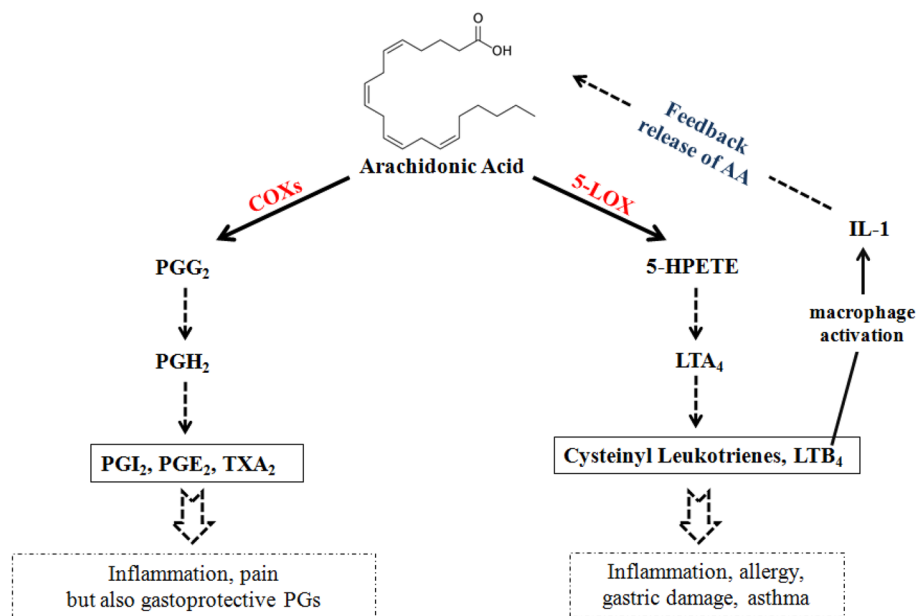 O
OH
Arachidonic Acid
COXs
5-LOX
Feedback
release of AA
IL-1
macrophage
activation
PGG₂
PGH₂
PGI₂, PGE₂, TXA₂
Inflammation, pain
but also gastoprotective PGs
5-HPETE
LTA₄
Cysteinyl Leukotrienes, LTB₄
Inflammation, allergy,
gastric damage, asthma